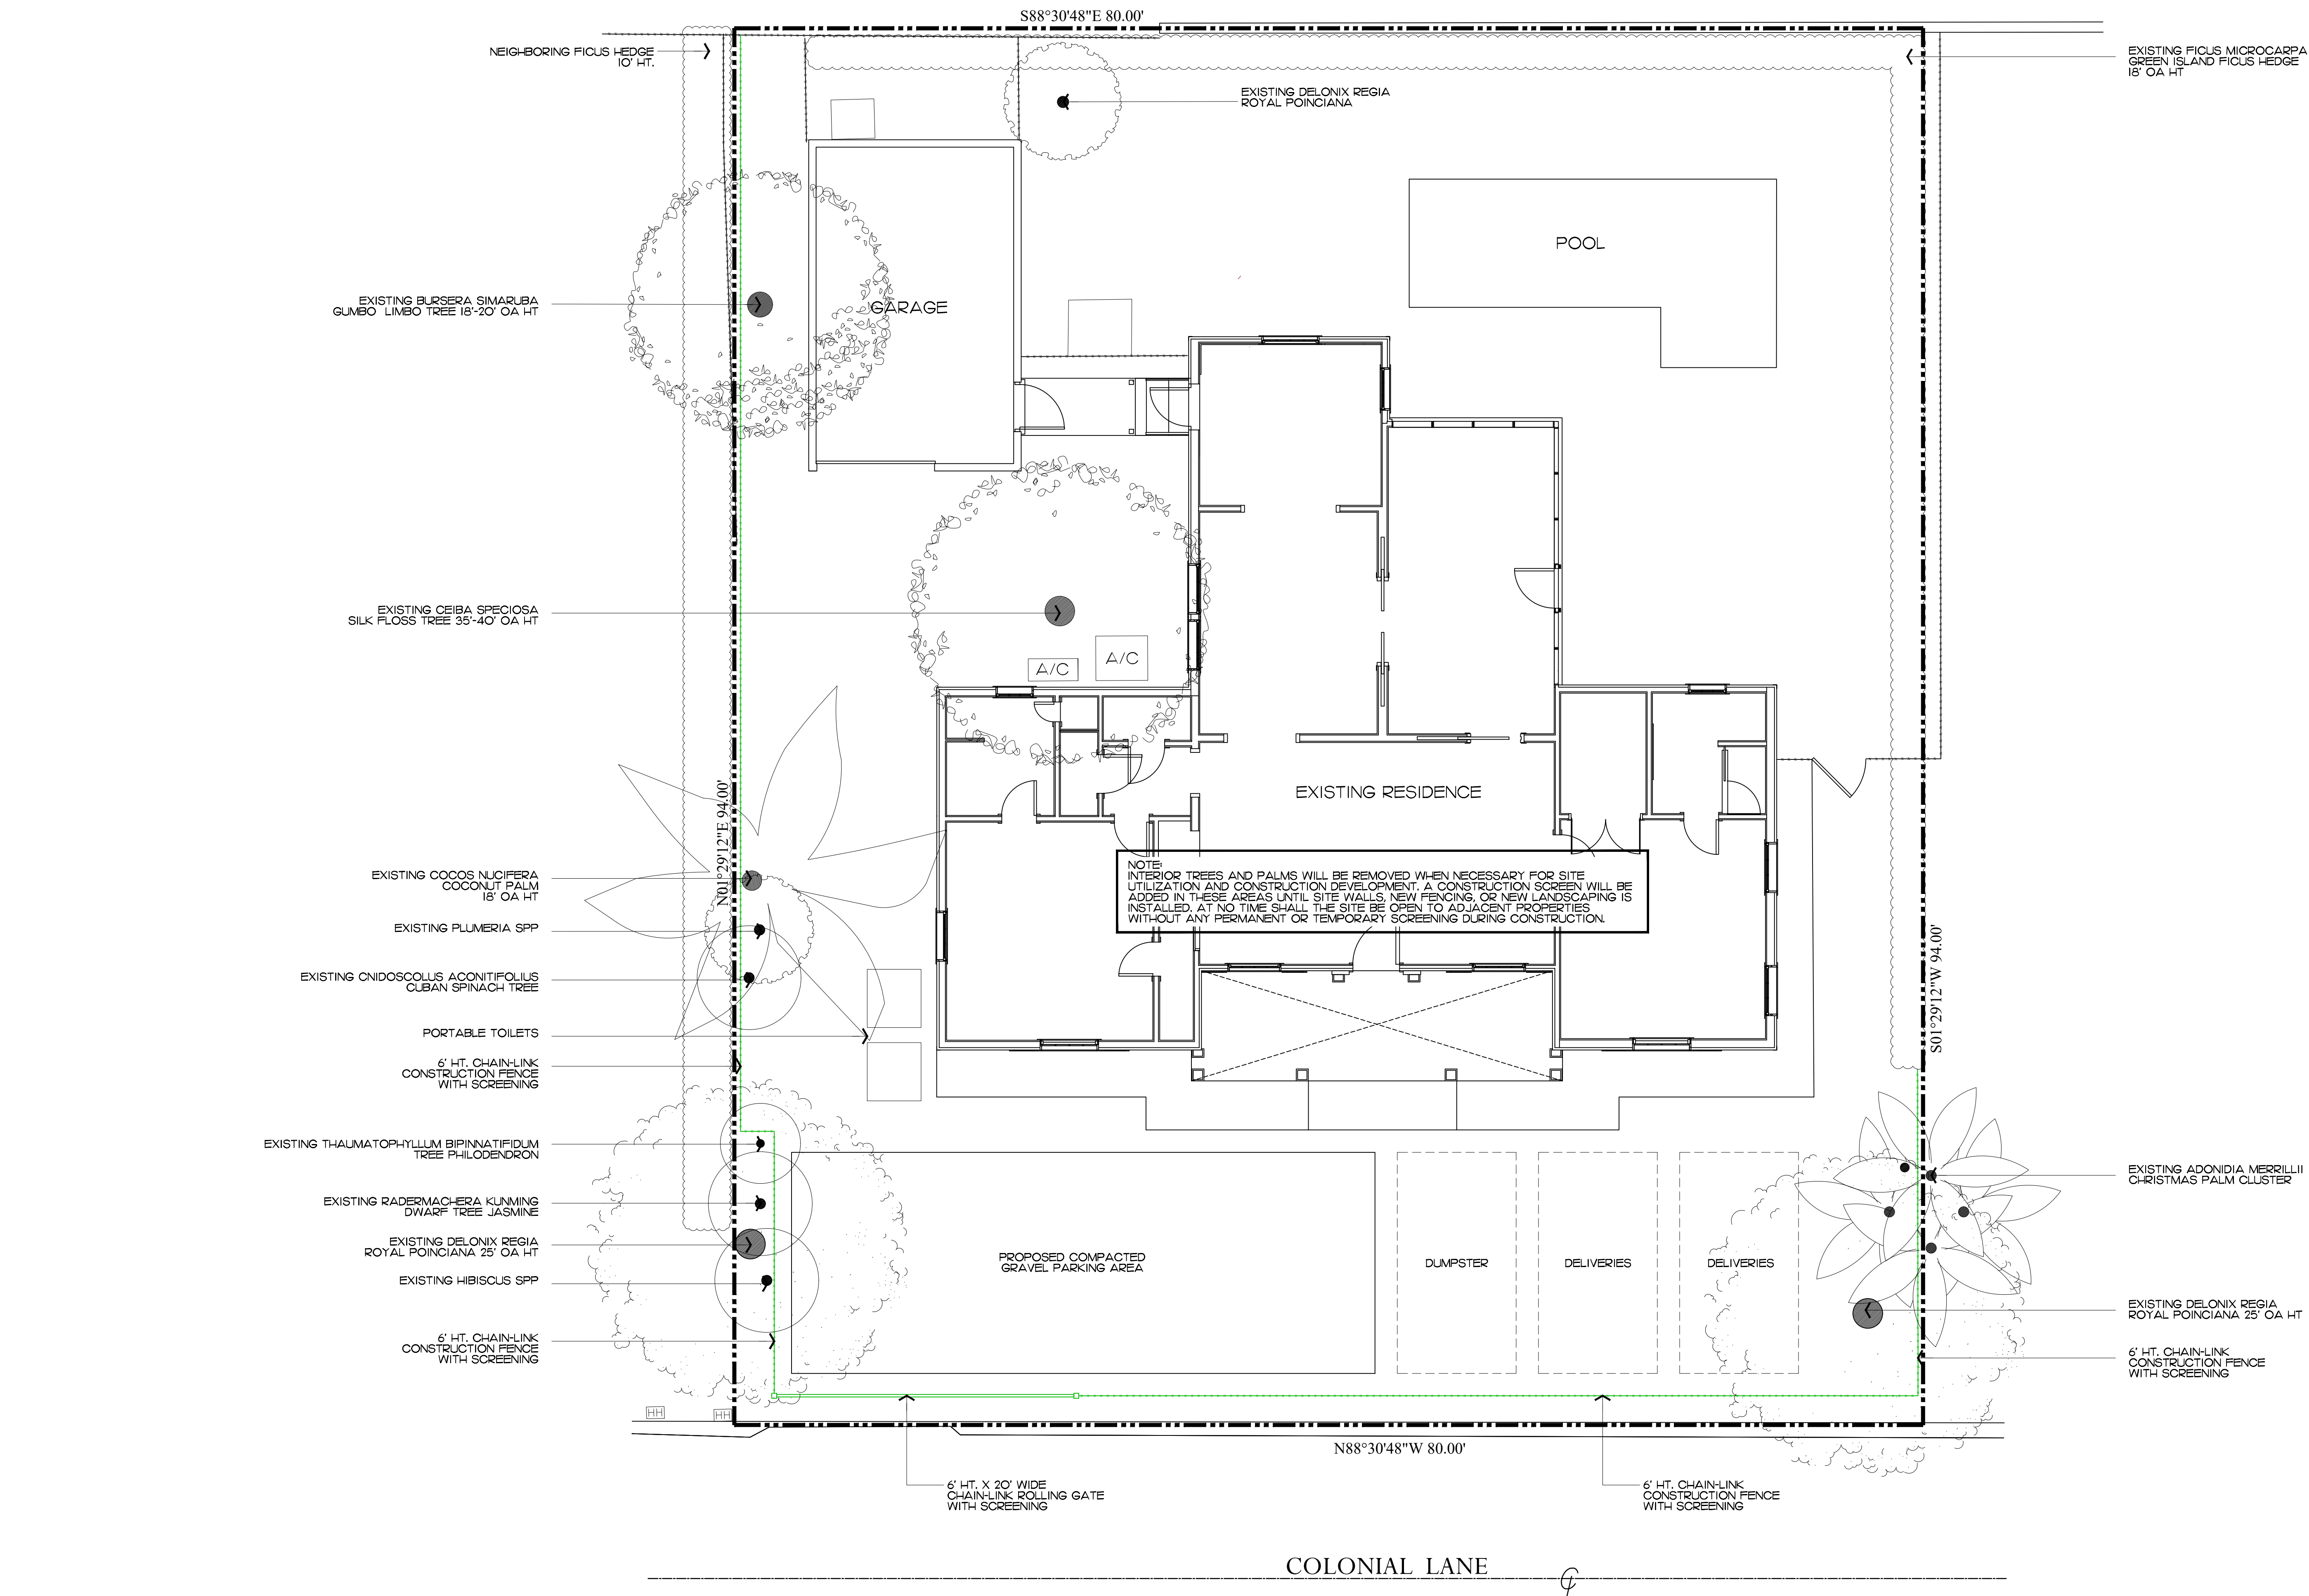 S88°30'48"E 80.00'
NEIGHBORING FICUS HEDGE
10' HT.
EXISTING FICUS MICROCARPA
GREEN ISLAND FICUS HEDGE
18' OA HT
EXISTING DELONIX REGIA
ROYAL POINCIANA
POOL
EXISTING BURSERA SIMARUBA
GUMBO LIMBO TREE 18'-20' OA HT
GARAGE
EXISTING CEIBA SPECIOSA
SILK FLOSS TREE 35'-40' OA HT
A/C
A/C
EXISTING RESIDENCE
N01°29'12"E 94.00'
NOTE:
INTERIOR TREES AND PALMS WILL BE REMOVED WHEN NECESSARY FOR SITE
UTILIZATION AND CONSTRUCTION DEVELOPMENT. A CONSTRUCTION SCREEN WILL BE
ADDED IN THESE AREAS UNTIL SITE WALLS, NEW FENCING, OR NEW LANDSCAPING IS
INSTALLED. AT NO TIME SHALL THE SITE BE OPEN TO ADJACENT PROPERTIES
WITHOUT ANY PERMANENT OR TEMPORARY SCREENING DURING CONSTRUCTION.
EXISTING COCOS NUCIFERA
COCONUT PALM
18' OA HT
EXISTING PLUMERIA SPP
EXISTING CNIDOSCOLUS ACONITIFOLIUS
CUBAN SPINACH TREE
S01°29'12"W 94.00'
PORTABLE TOILETS
6' HT. CHAIN-LINK
CONSTRUCTION FENCE
WITH SCREENING
EXISTING THAUMATOPHYLLUM BIPINNATIFIDUM
TREE PHILODENDRON
EXISTING ADONIDIA MERRILLII
CHRISTMAS PALM CLUSTER
EXISTING RADERMACHERA KUNMING
DWARF TREE JASMINE
EXISTING DELONIX REGIA
ROYAL POINCIANA 25' OA HT
PROPOSED COMPACTED
GRAVEL PARKING AREA
DUMPSTER
DELIVERIES
DELIVERIES
EXISTING HIBISCUS SPP
EXISTING DELONIX REGIA
ROYAL POINCIANA 25' OA HT
6' HT. CHAIN-LINK
CONSTRUCTION FENCE
WITH SCREENING
6' HT. CHAIN-LINK
CONSTRUCTION FENCE
WITH SCREENING
HH
HH
N88°30'48"W 80.00'
6' HT. X 20' WIDE
CHAIN-LINK ROLLING GATE
WITH SCREENING
6' HT. CHAIN-LINK
CONSTRUCTION FENCE
WITH SCREENING
COLONIAL LANE